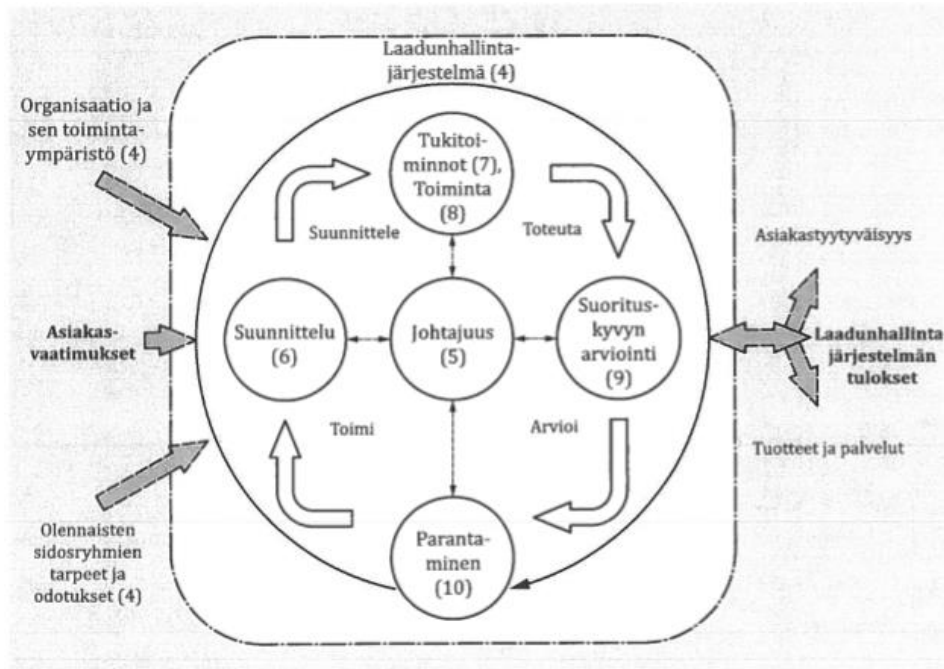 Laadunhallinta-
järjestelmä (4)
Organisaatio ja
sen toiminta-
ympäristö (4)
Tukitoi-
minnot (7),
Toiminta
(8)
Suunnittele
Toteuta
Asiakastyytyväisyys
Asiakas-
vaatimukset
Suunnittelu
(6)
Johtajuus
(5)
Suoritus-
kyvyn
arviointi
(9)
Laadunhallinta
järjestelmän
tulokset
Toimi
Arvioi
Tuotteet ja palvelut
Olennaisten
sidosryhmien
tarpeet ja
odotukset (4)
Paranta-
minen
(10)